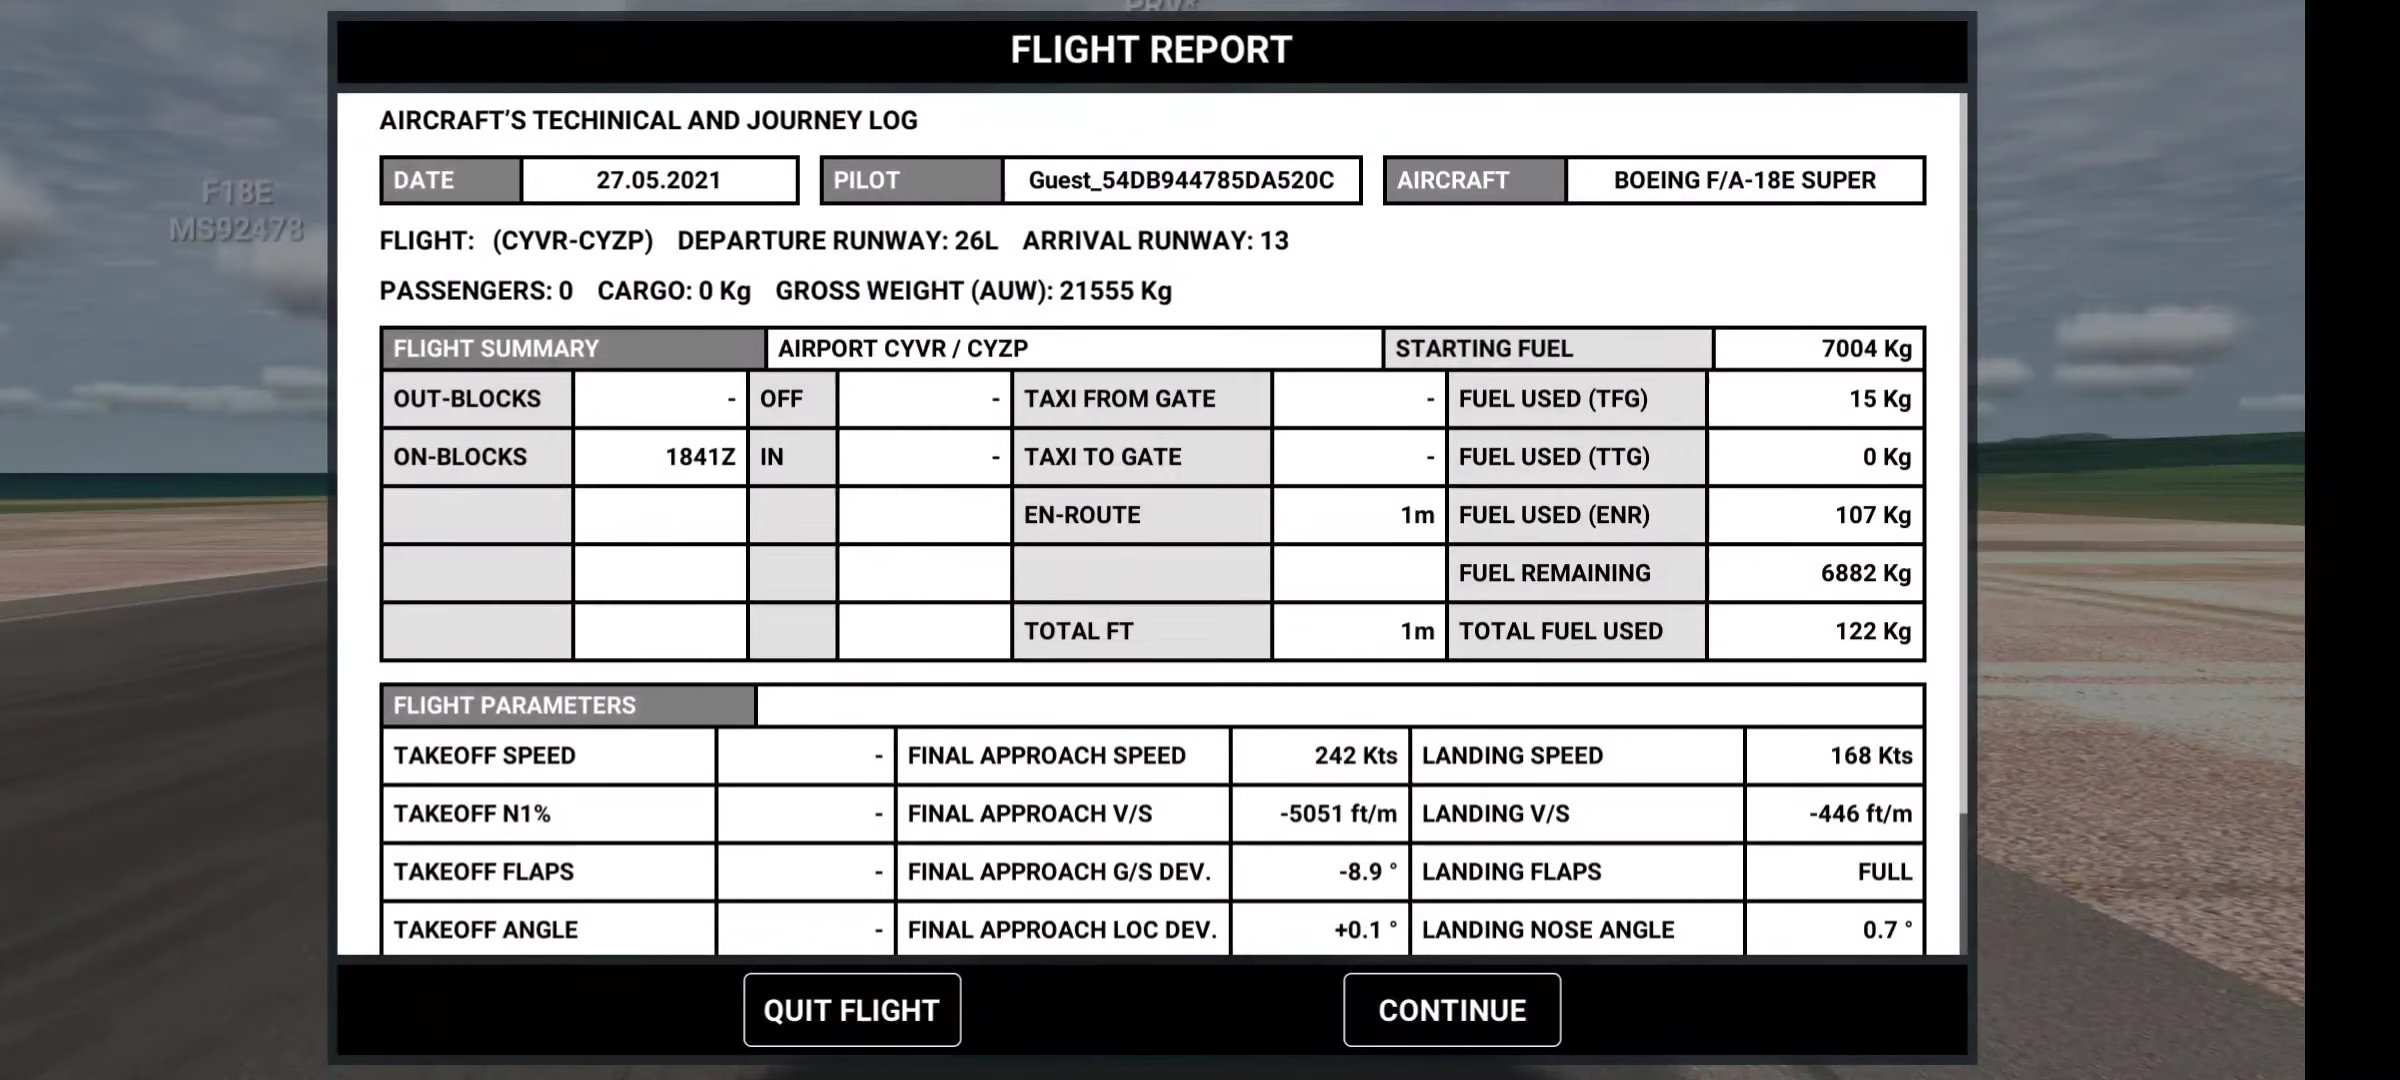 FLIGHT REPORT
AIRCRAFT'S TECHINICAL AND JOURNEY LOG
DATE 27.05.2021 PILOT Guest_54DB944785DA520C AIRCRAFT BOEING F/A-18E SUPER
F18E
MS92478
FLIGHT: (CYVR-CYZP) DEPARTURE RUNWAY: 26L ARRIVAL RUNWAY: 13
PASSENGERS: 0 CARGO: 0 Kg GROSS WEIGHT (AUW): 21555 Kg
FLIGHT SUMMARY AIRPORT CYVR / CYZP STARTING FUEL 7004 Kg
OUT-BLOCKS - OFF - TAXI FROM GATE - FUEL USED (TFG) 15 Kg
ON-BLOCKS 1841Z IN - TAXI TO GATE - FUEL USED (TTG) 0 Kg
EN-ROUTE 1m FUEL USED (ENR) 107 Kg
FUEL REMAINING 6882 Kg
TOTAL FT 1m TOTAL FUEL USED 122 Kg
FLIGHT PARAMETERS
TAKEOFF SPEED - FINAL APPROACH SPEED 242 Kts LANDING SPEED 168 Kts
TAKEOFF N1% - FINAL APPROACH V/S -5051 ft/m LANDING V/S -446 ft/m
TAKEOFF FLAPS - FINAL APPROACH G/S DEV. -8.9 ° LANDING FLAPS FULL
TAKEOFF ANGLE - FINAL APPROACH LOC DEV. +0.1 ° LANDING NOSE ANGLE 0.7 °
QUIT FLIGHT CONTINUE